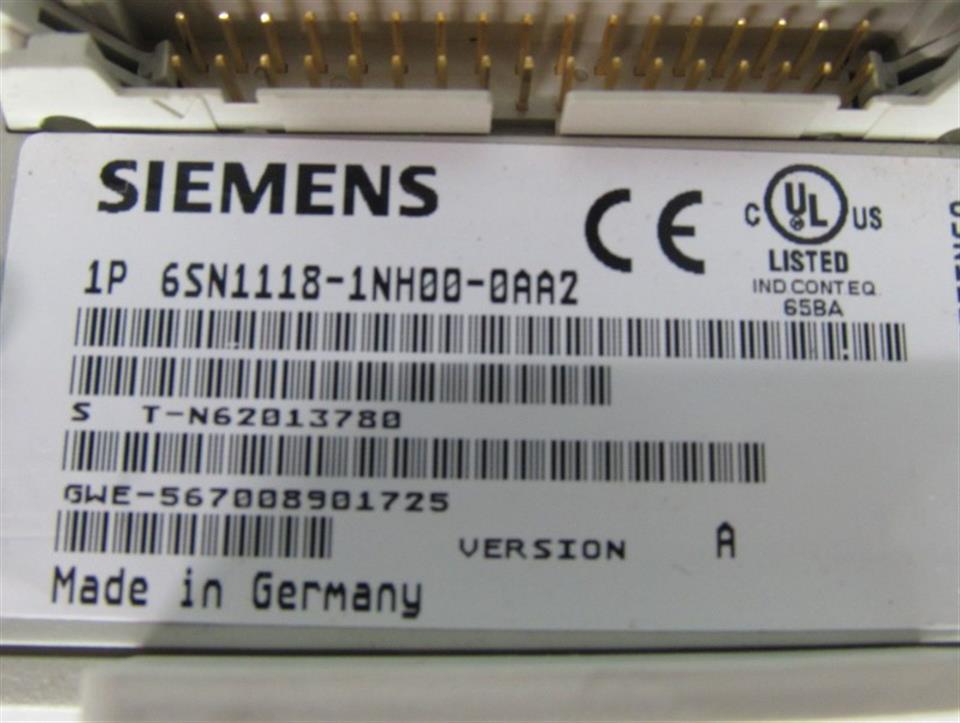 SIEMENS
CE
C UL US
LISTED
IND CONT EQ
65BA
1P 6SN1118-1NH00-0AA2
S T-N62013780
GWE-567008901725
VERSION A
Made in Germany